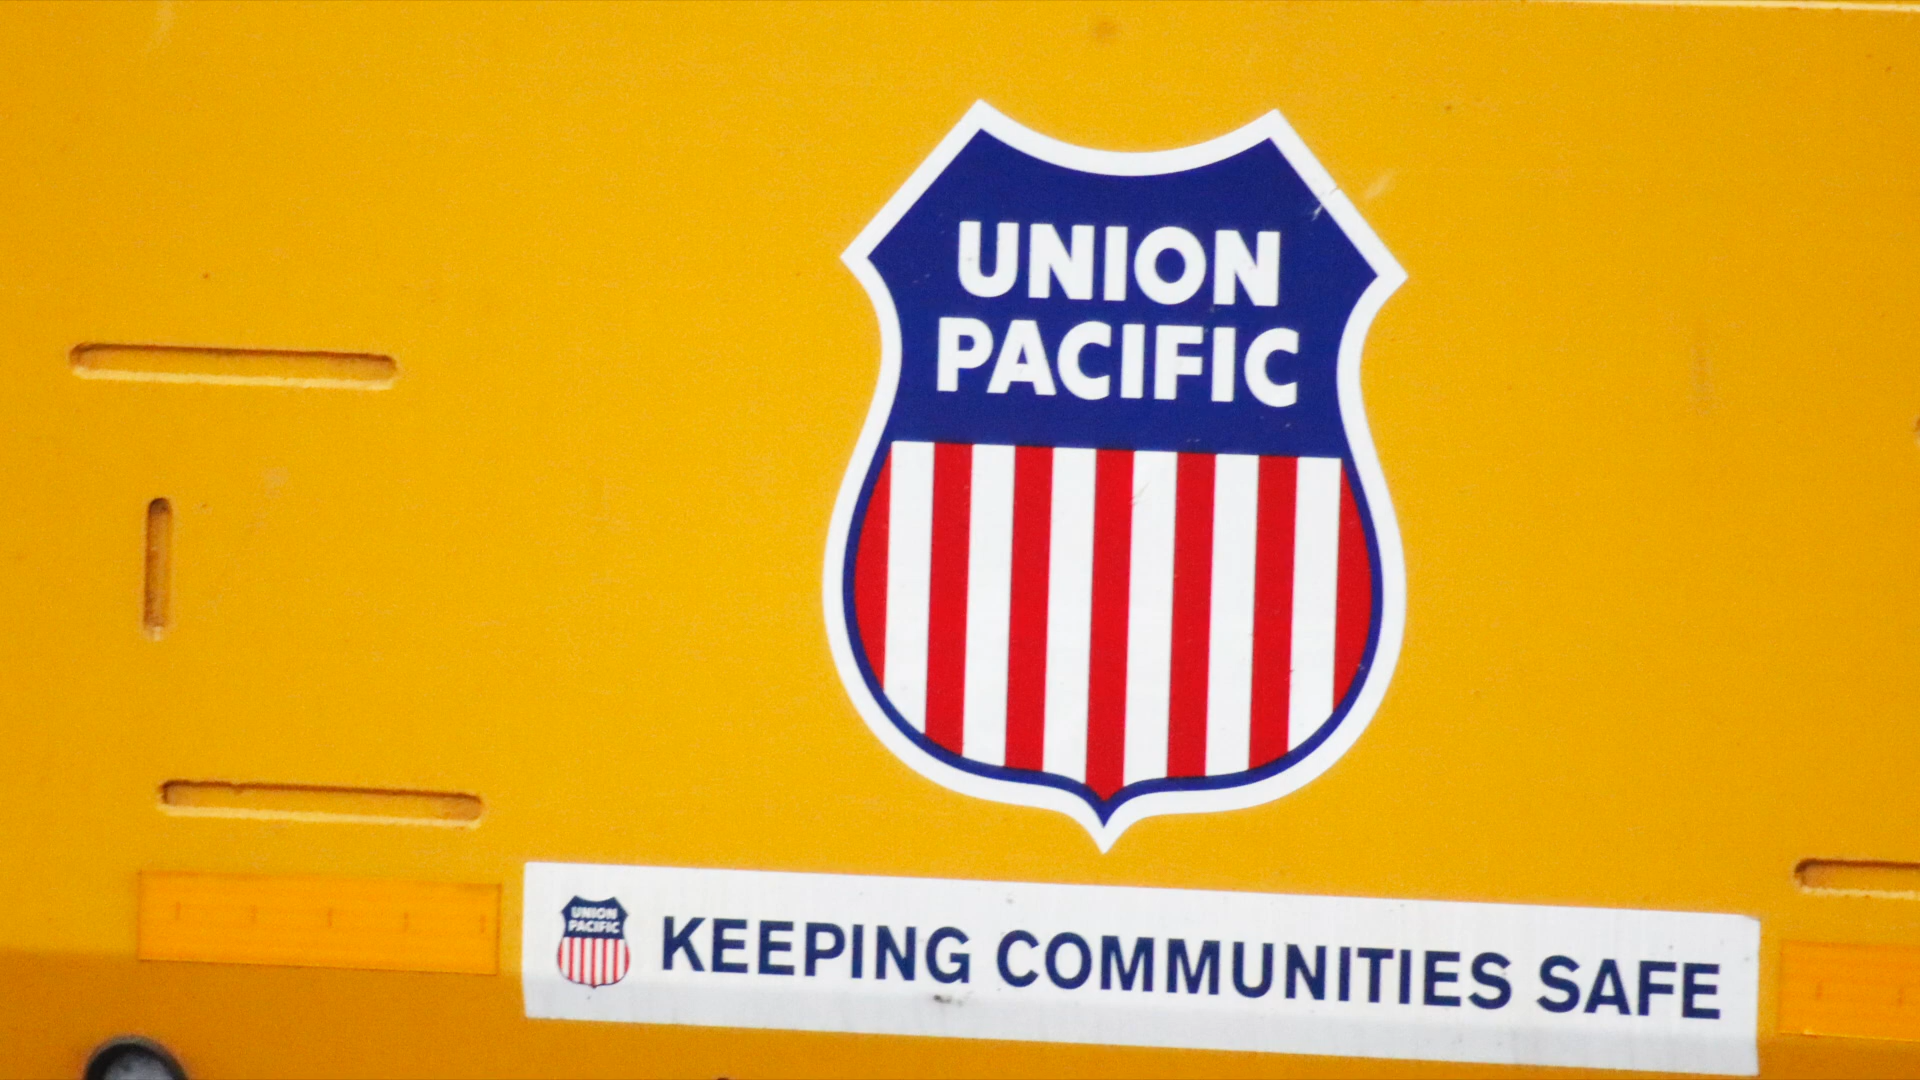 UNION
PACIFIC
UNION
PACIFIC
KEEPING COMMUNITIES SAFE